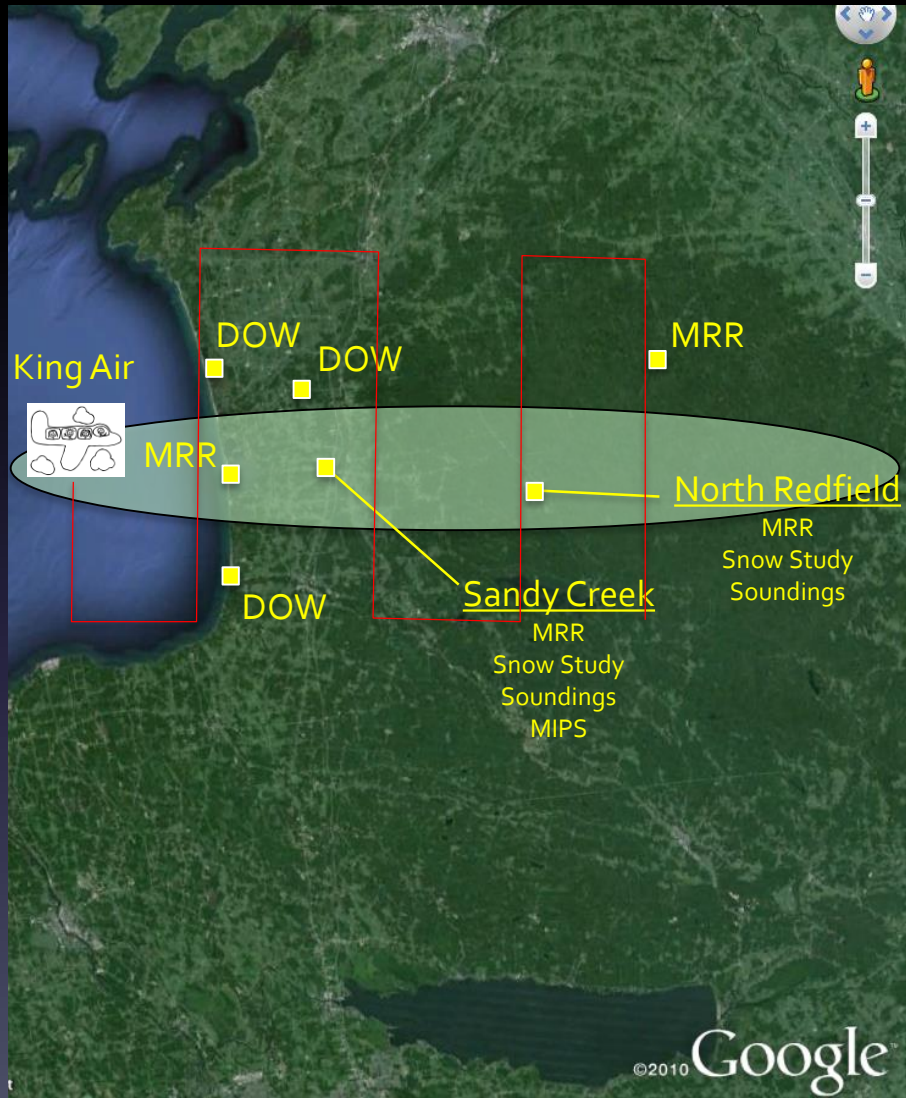 DOW
DOW
MRR
King Air
MRR
North Redfield
MRR
Snow Study
Soundings
DOW
Sandy Creek
MRR
Snow Study
Soundings
MIPS
©2010 Google™
t